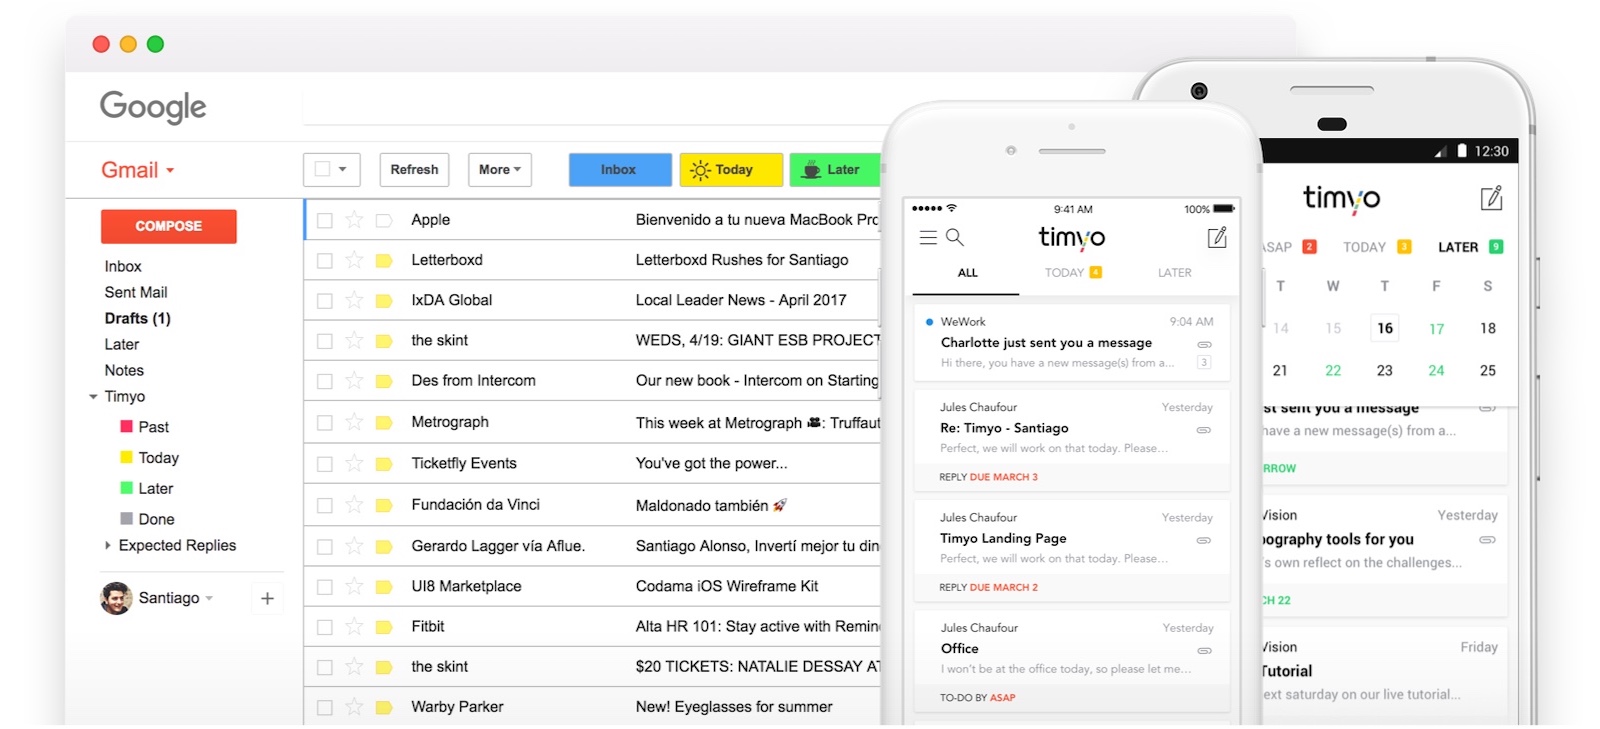 Google
Gmail
Refresh
More
Inbox
Today
Later
COMPOSE
Inbox
Sent Mail
Drafts (1)
Later
Notes
Timyo
Past
Today
Later
Done
Expected Replies
Santiago
Apple Bienvenido a tu nueva MacBook Pro
Letterboxd Letterboxd Rushes for Santiago
IxDA Global Local Leader News - April 2017
the skint WEDS, 4/19: GIANT ESB PROJECT
Des from Intercom Our new book - Intercom on Starting
Metrograph This week at Metrograph 🎥: Truffaut
Ticketfly Events You've got the power...
Fundación da Vinci Maldonado también 🚀
Gerardo Lagger vía Aflue. Santiago Alonso, Invertí mejor tu din
UI8 Marketplace Codama iOS Wireframe Kit
Fitbit Alta HR 101: Stay active with Remin
the skint $20 TICKETS: NATALIE DESSAY AT
Warby Parker New! Eyeglasses for summer
9:41 AM 100%
timyo
ALL TODAY 4 LATER
WeWork 9:04 AM
Charlotte just sent you a message
Hi there, you have a new message(s) from a... 3
Jules Chaufour Yesterday
Re: Timyo - Santiago
Perfect, we will work on that today. Please...
REPLY DUE MARCH 3
Jules Chaufour Yesterday
Timyo Landing Page
Perfect, we will work on that today. Please...
REPLY DUE MARCH 2
Jules Chaufour Yesterday
Office
I won't be at the office today, so please let me...
TO-DO BY ASAP
12:30
timyo
ASAP 2 TODAY 3 LATER 9
T W T F S
14 15 16 17 18
21 22 23 24 25
st sent you a message
have a new message(s) from a...
RROW
Vision Yesterday
ography tools for you
's own reflect on the challenges...
CH 22
Vision Friday
Tutorial
ext saturday on our live tutorial...